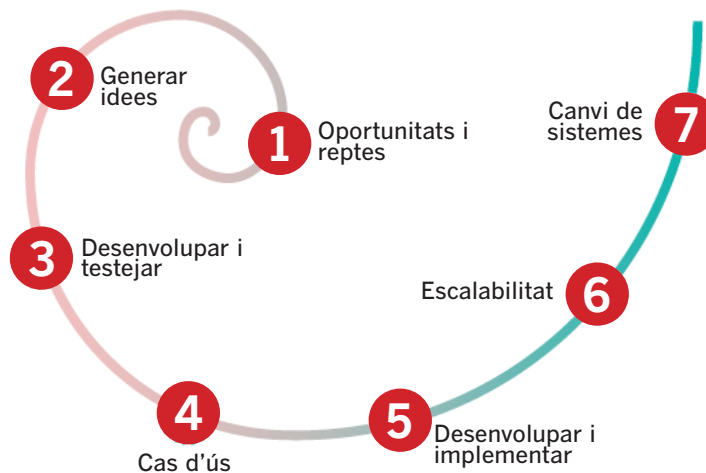 1
Oportunitats i
reptes
2
Generar
idees
3
Desenvolupar i
testejar
4
Cas d'ús
5
Desenvolupar i
implementar
6
Escalabilitat
7
Canvi de
sistemes